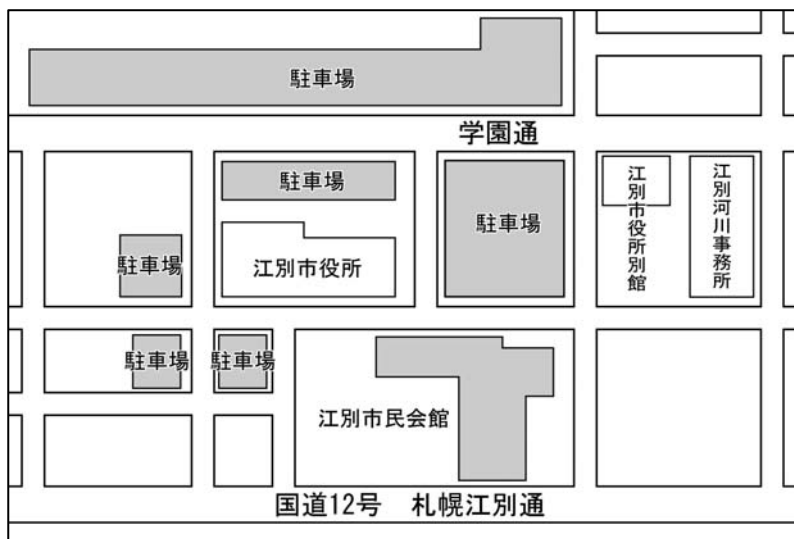 駐車場
学園通
駐車場
駐車場
江別市役所別館
江別河川事務所
駐車場
江別市役所
駐車場
駐車場
江別市民会館
国道12号 札幌江別通